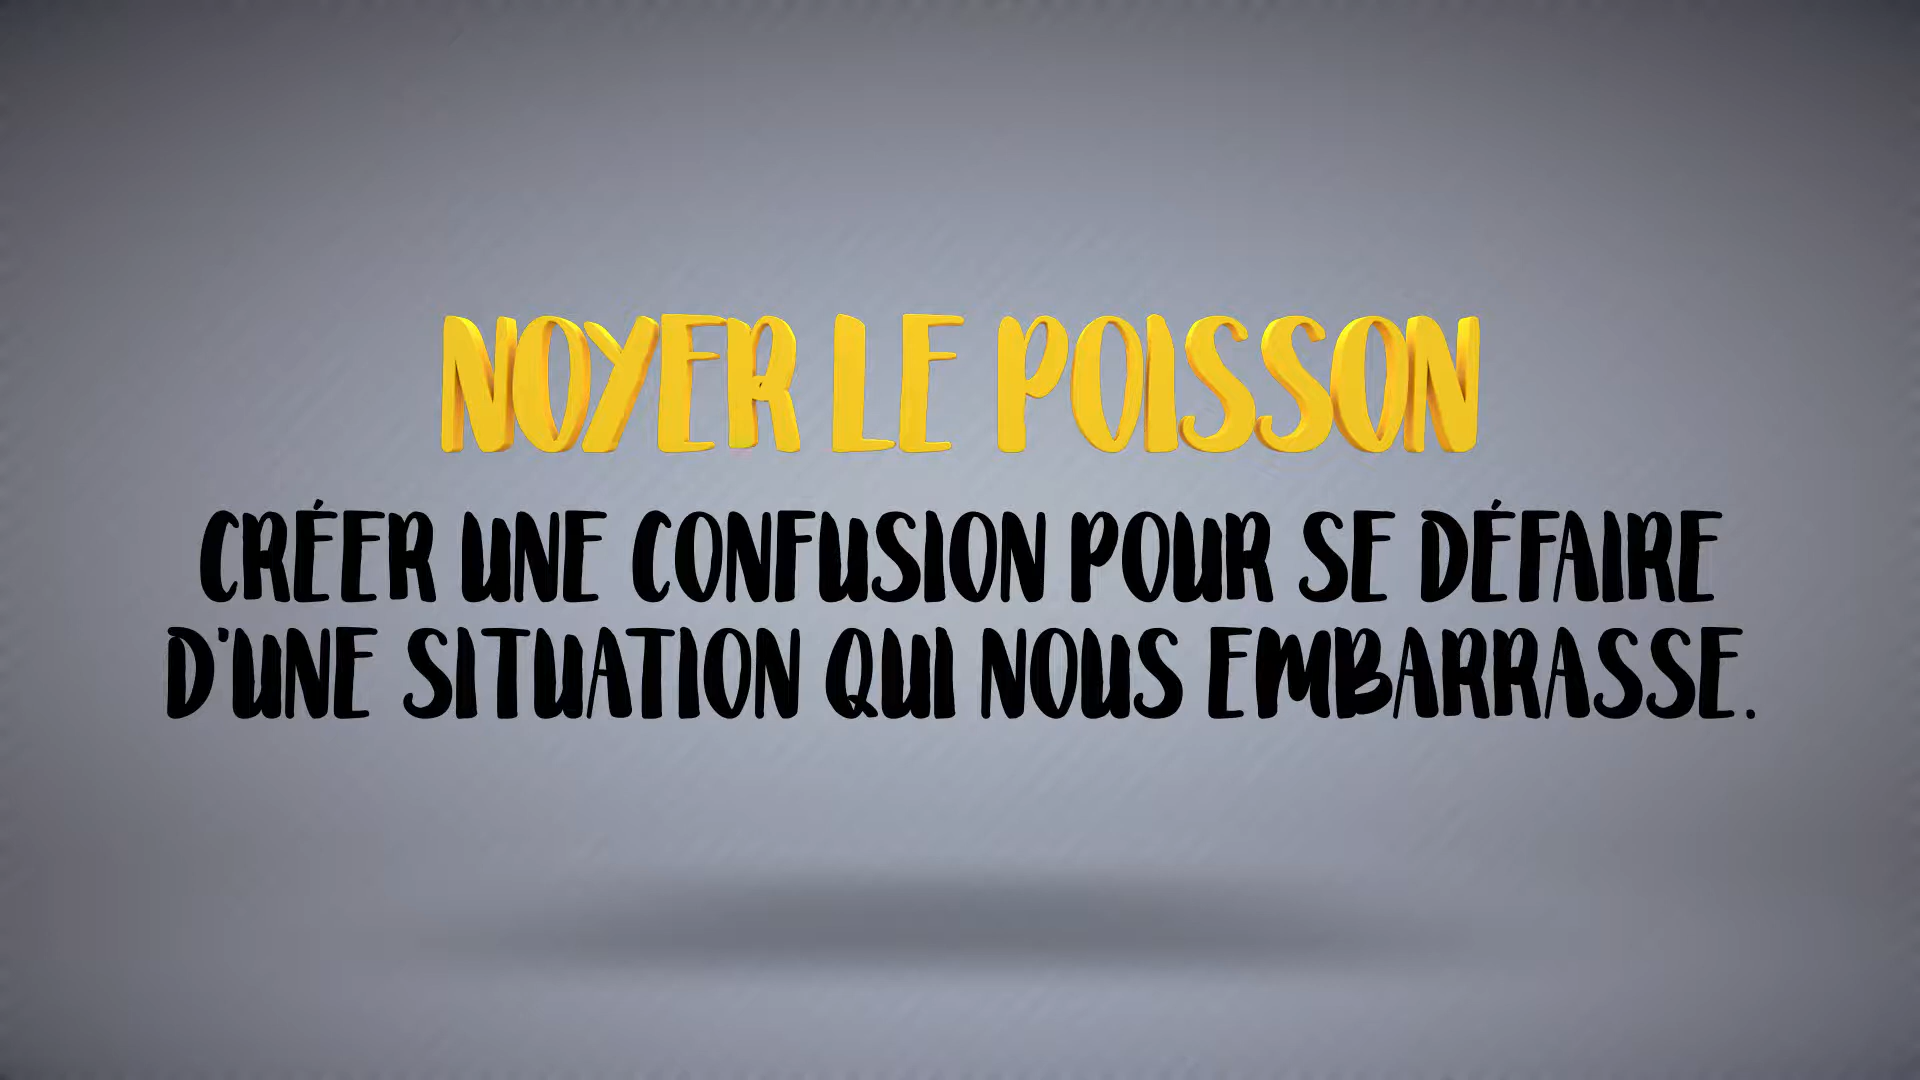 NOYER LE POISSON
CRÉER UNE CONFUSION POUR SE DÉFAIRE
D'UNE SITUATION QUI NOUS EMBARRASSE.